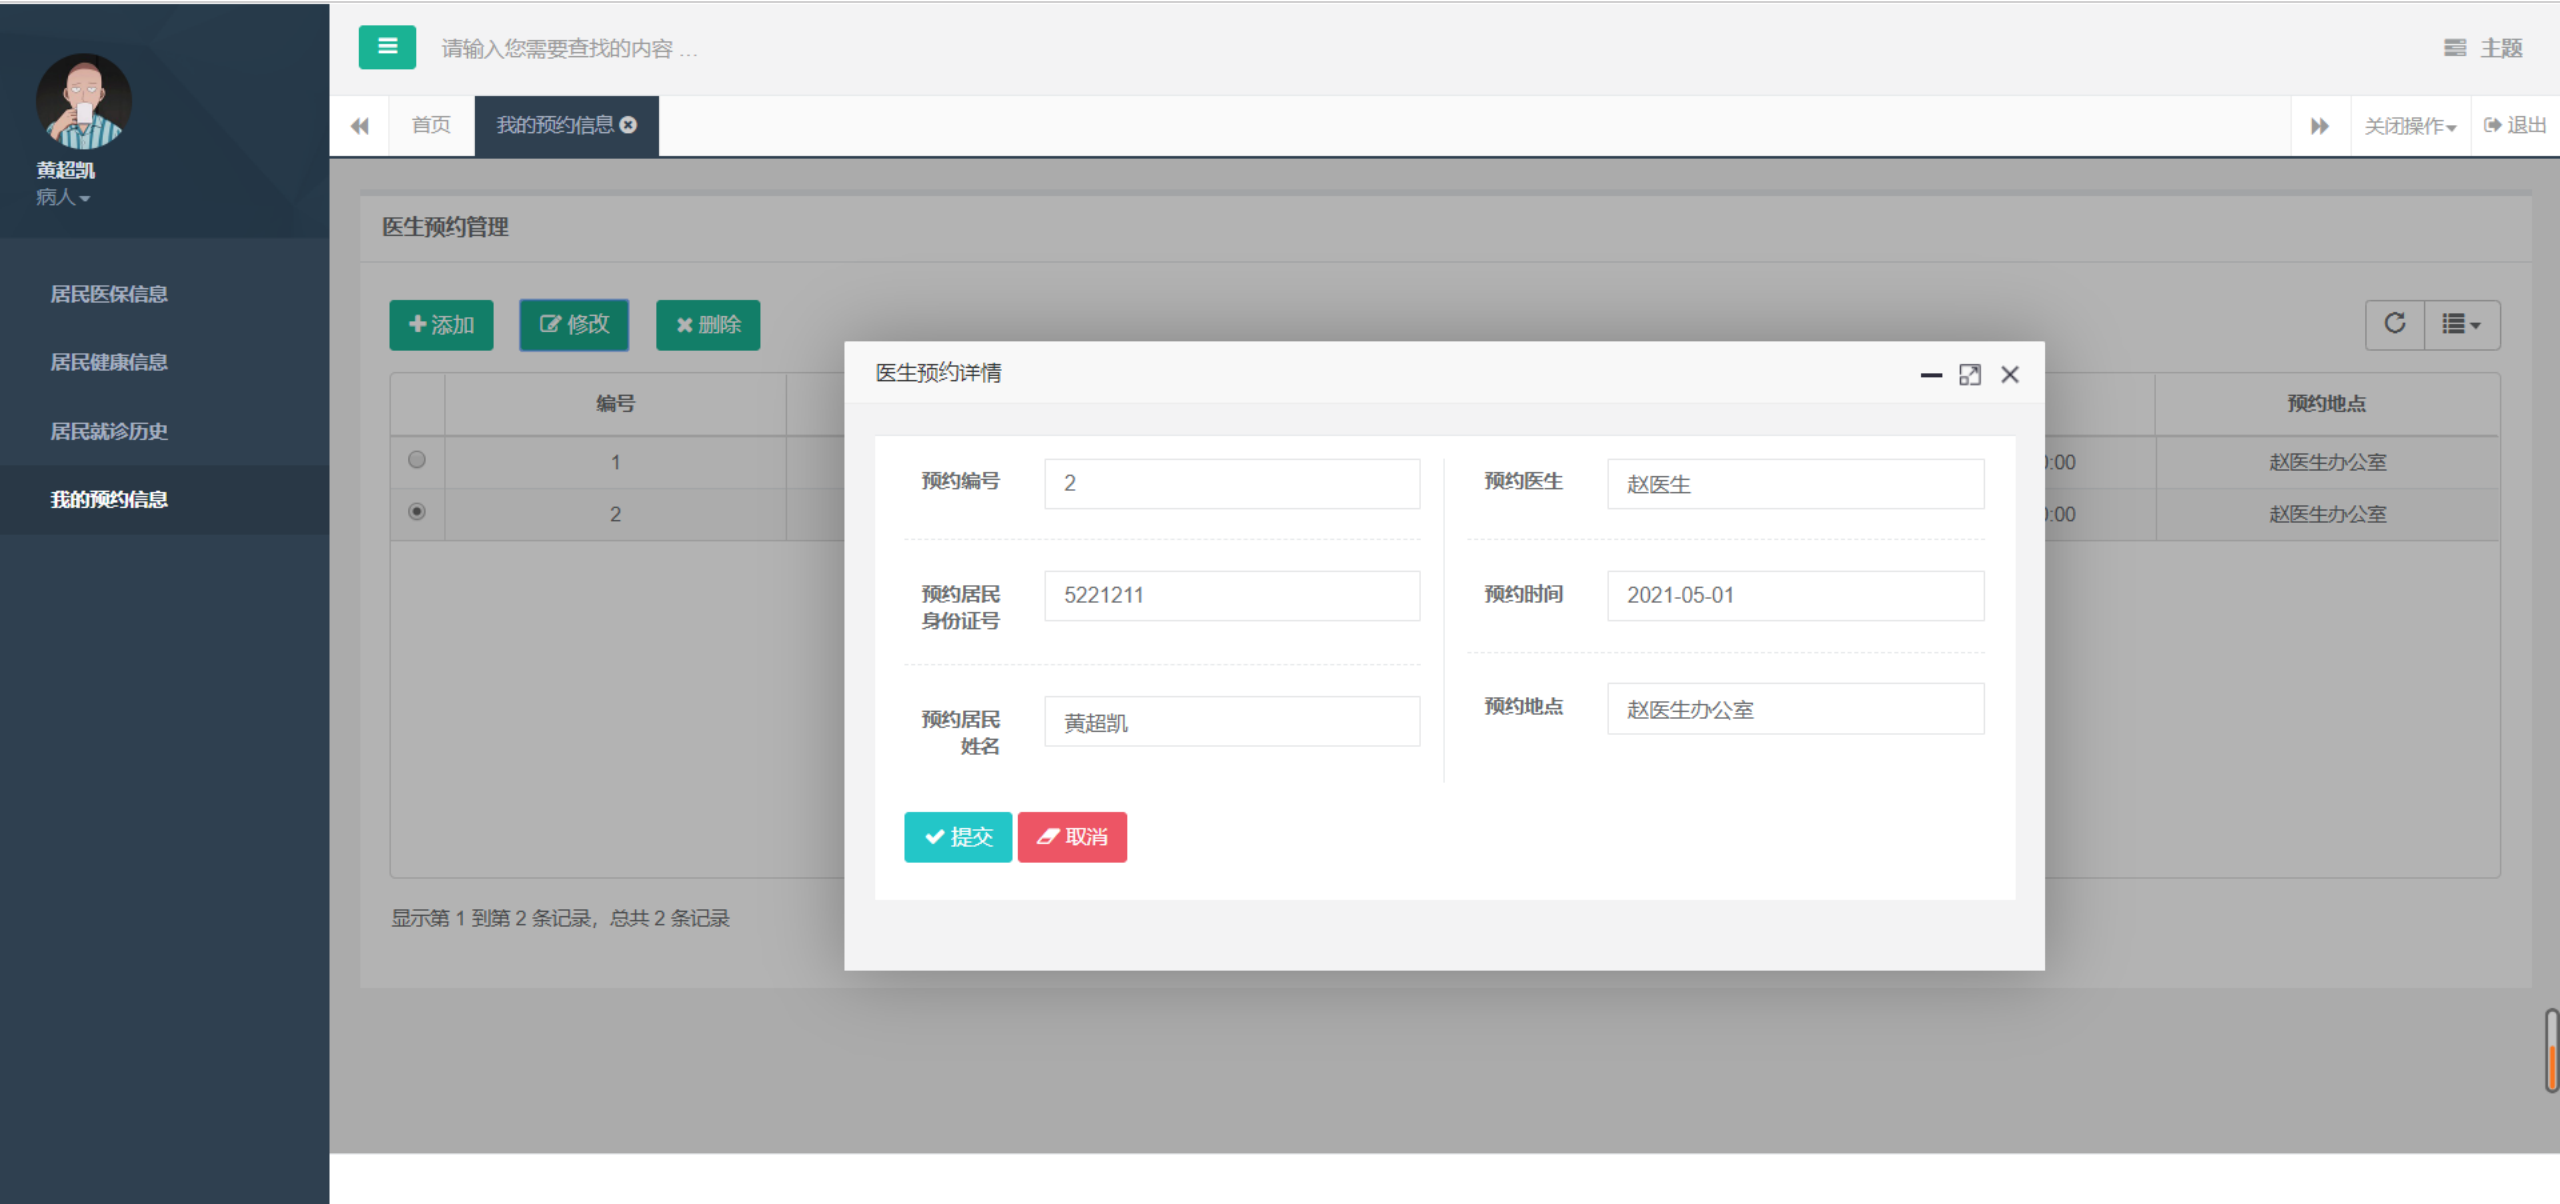 请输入您需要查找的内容 ...
主题
黄超凯
病人
首页
我的预约信息
关闭操作
退出
居民医保信息
居民健康信息
居民就诊历史
我的预约信息
医生预约管理
添加
修改
删除
编号
预约地点
1
:00
赵医生办公室
2
:00
赵医生办公室
显示第 1 到第 2 条记录，总共 2 条记录
医生预约详情
预约编号
2
预约居民
身份证号
5221211
预约居民
姓名
黄超凯
预约医生
赵医生
预约时间
2021-05-01
预约地点
赵医生办公室
提交
取消